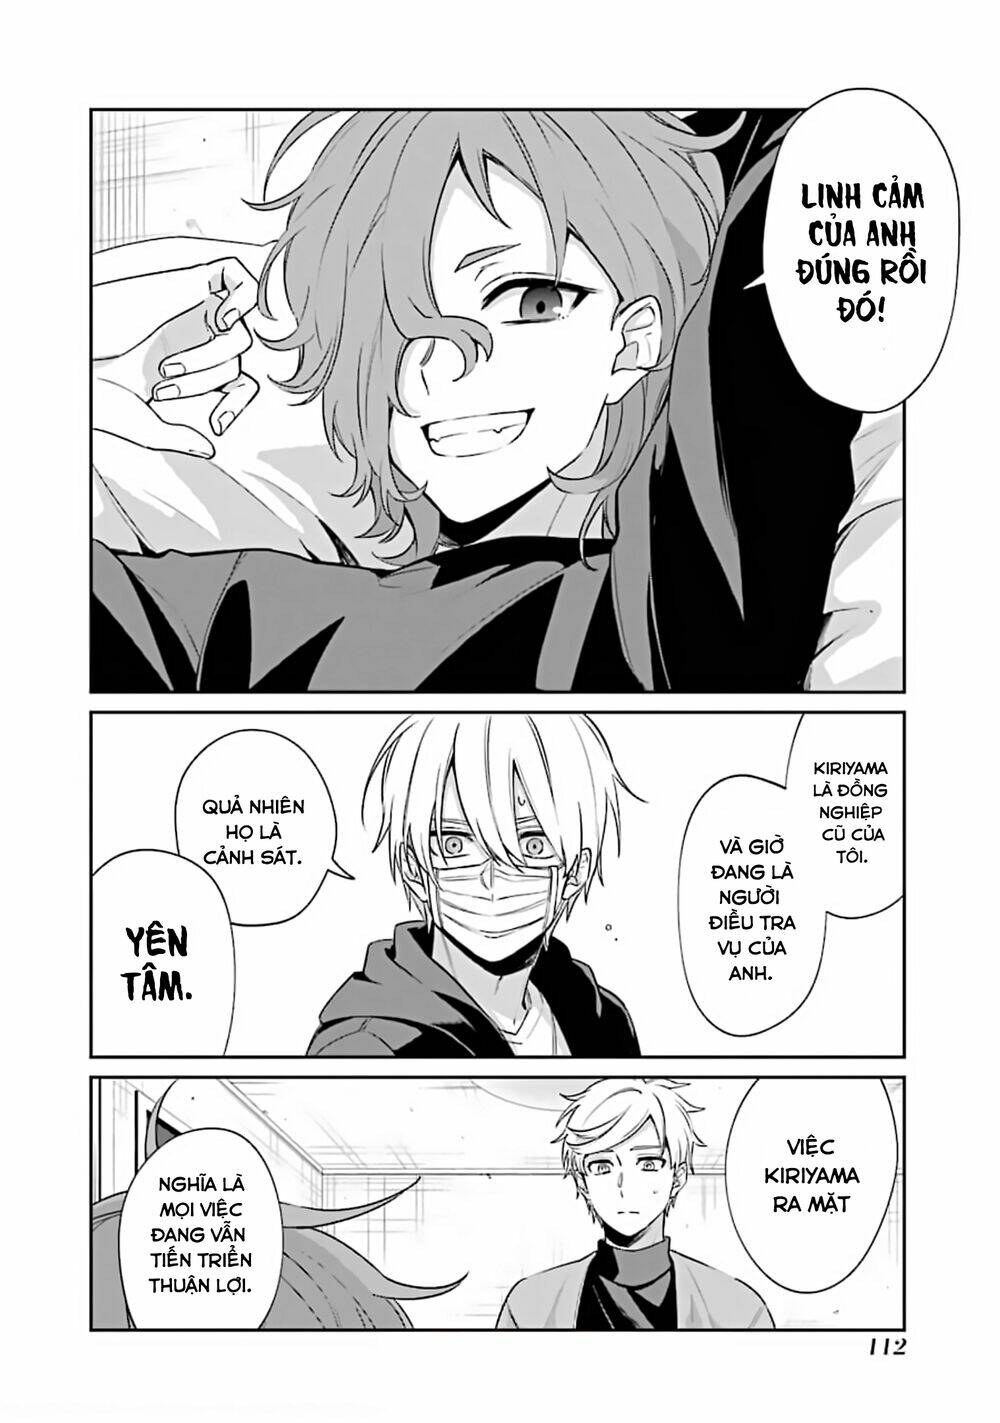 LINH CẢM
CỦA ANH
ĐÚNG RỒI
ĐÓ!
KIRIYAMA
LÀ ĐỒNG
NGHIỆP
CŨ CỦA
TÔI.
VÀ GIỜ
ĐANG LÀ
NGƯỜI
ĐIỀU TRA
VỤ CỦA
ANH.
QUẢ NHIÊN
HỌ LÀ
CẢNH SÁT.
YÊN
TÂM.
VIỆC
KIRIYAMA
RA MẶT
NGHĨA LÀ
MỌI VIỆC
ĐANG VẪN
TIẾN TRIỂN
THUẬN LỢI.
112